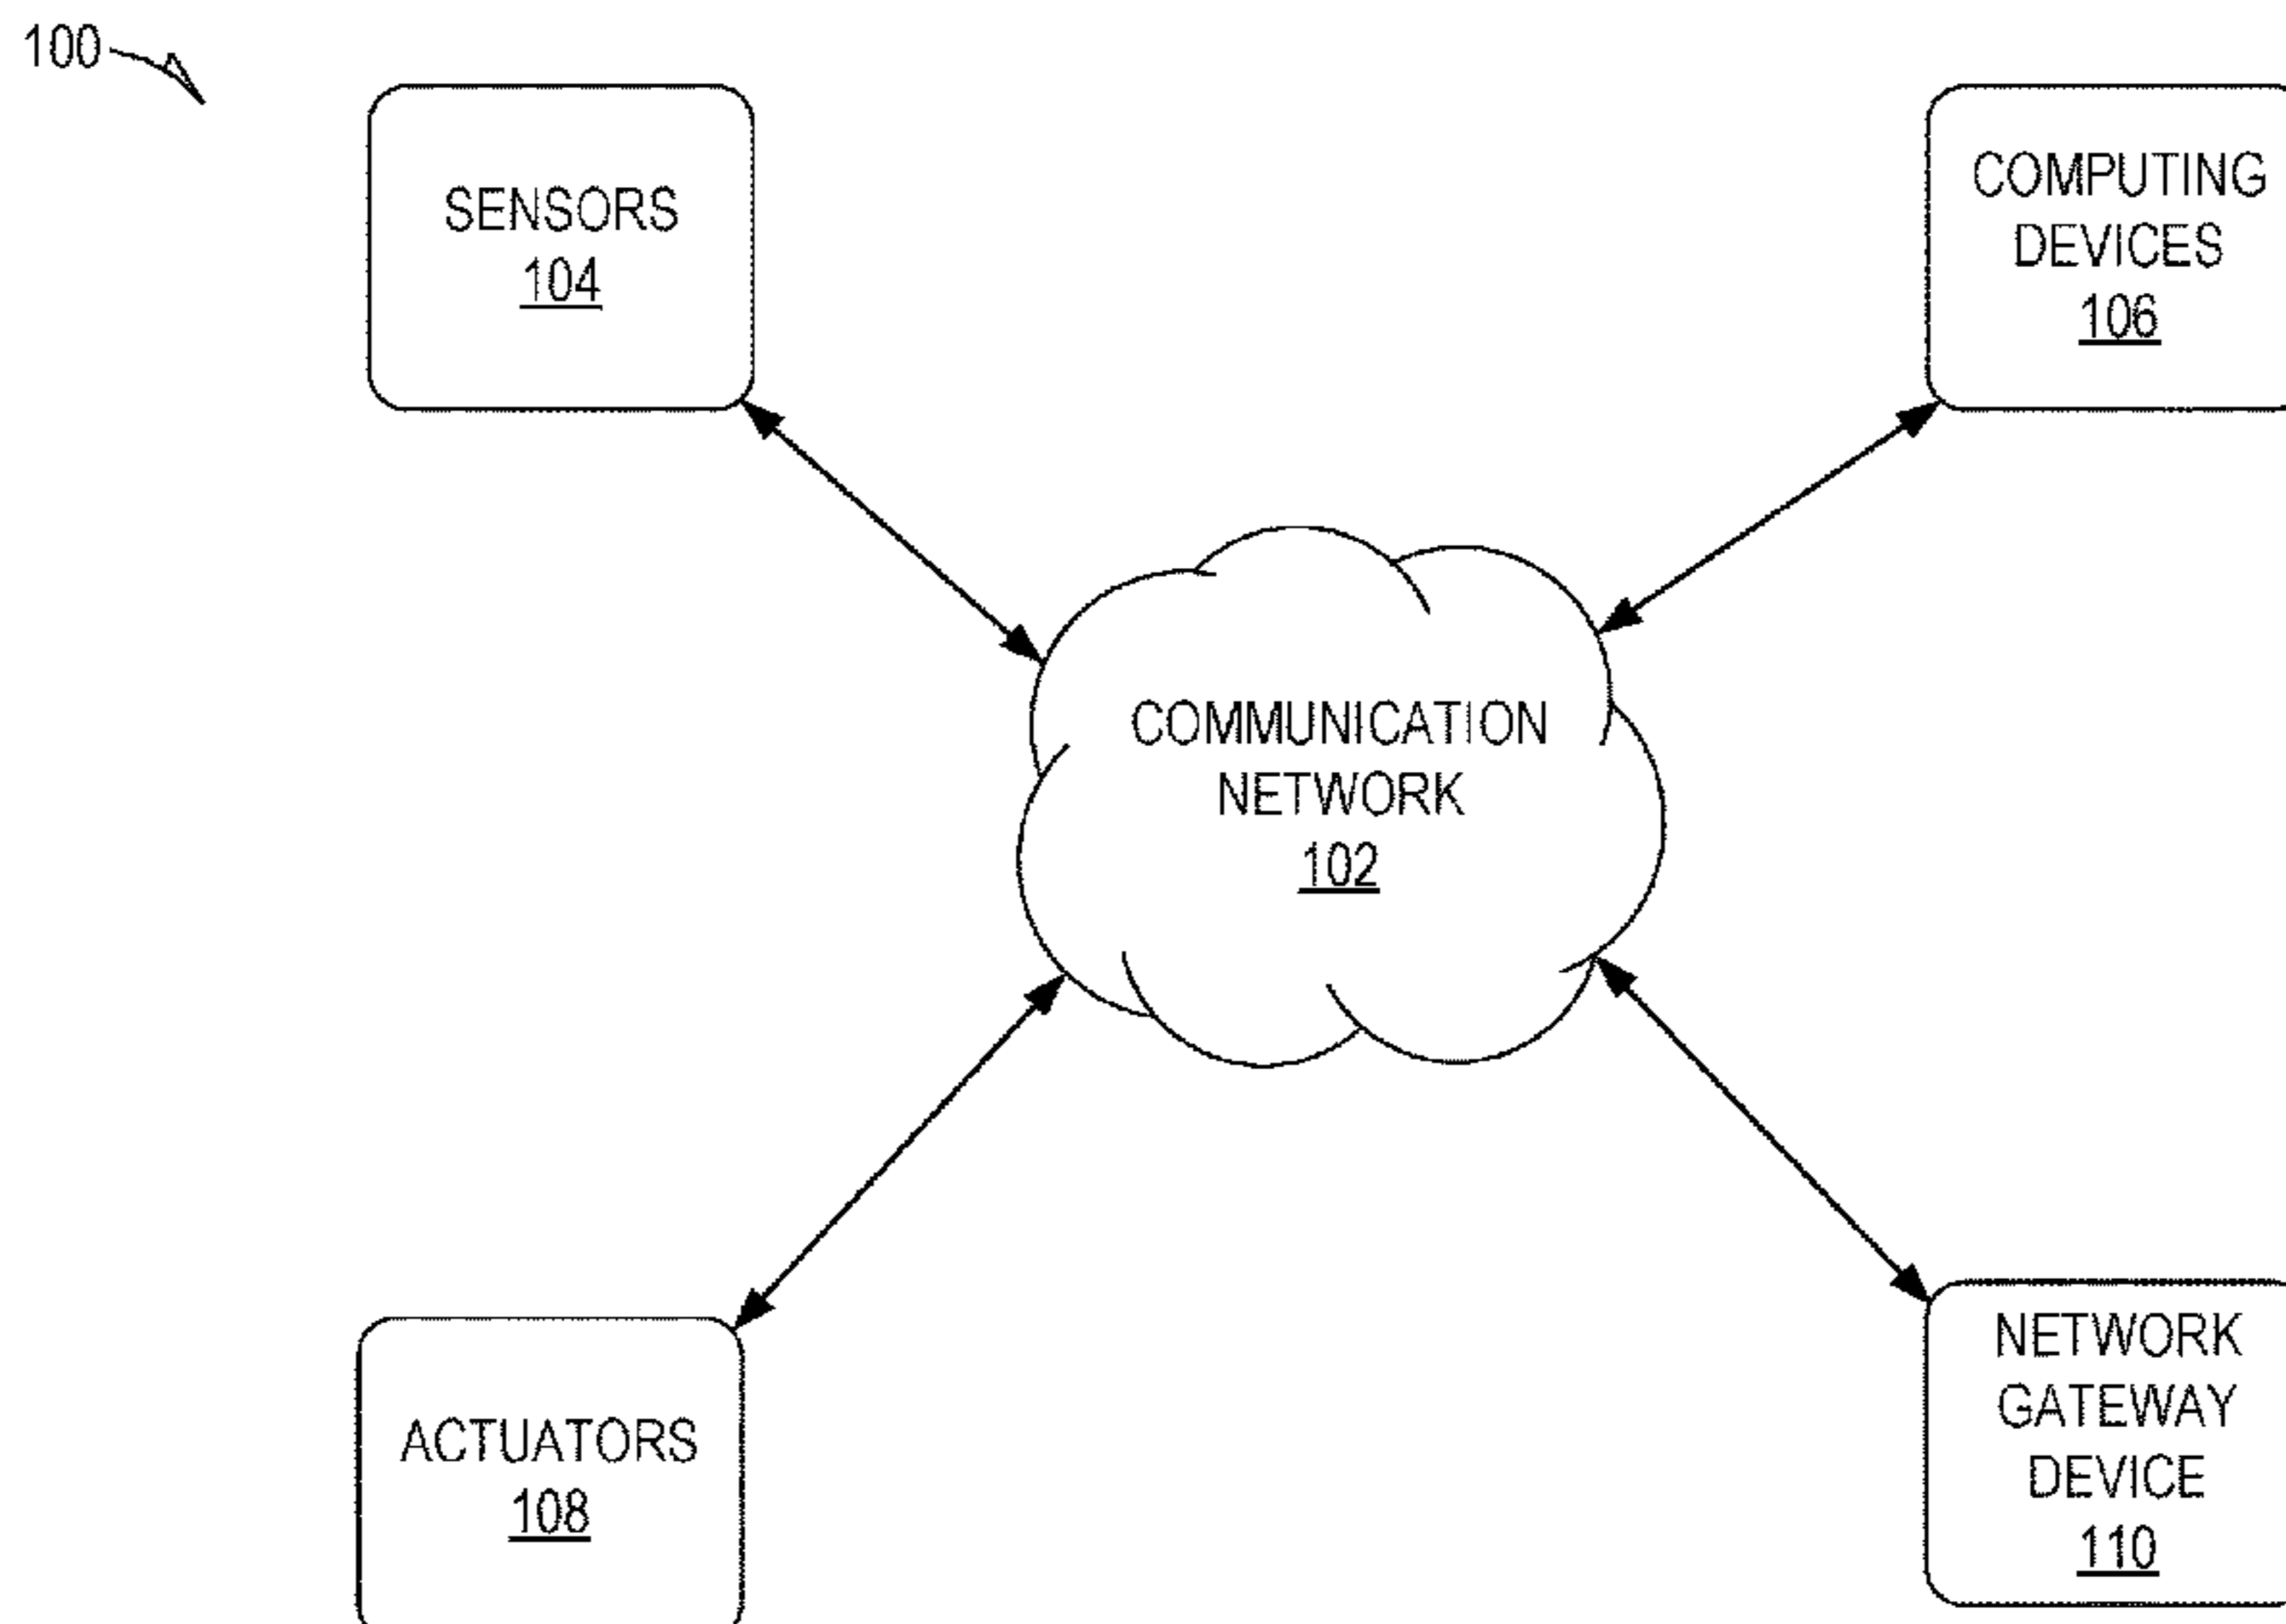 100
SENSORS
104
COMPUTING
DEVICES
106
COMMUNICATION
NETWORK
102
ACTUATORS
108
NETWORK
GATEWAY
DEVICE
110